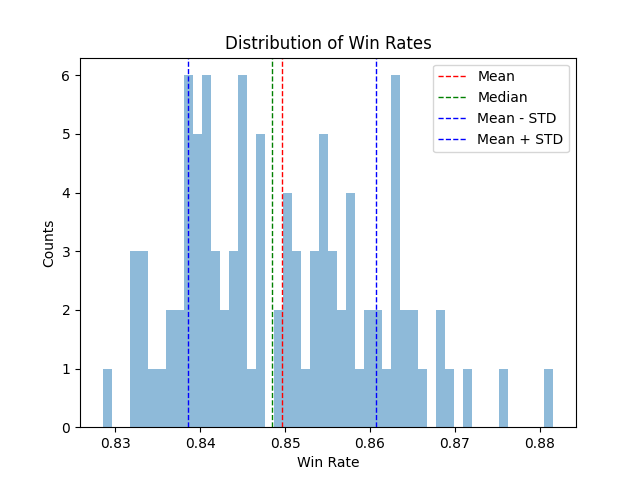 Distribution of Win Rates
Mean
Median
Mean - STD
Mean + STD
6
5
4
3
2
1
0
Counts
0.83 0.84 0.85 0.86 0.87 0.88
Win Rate